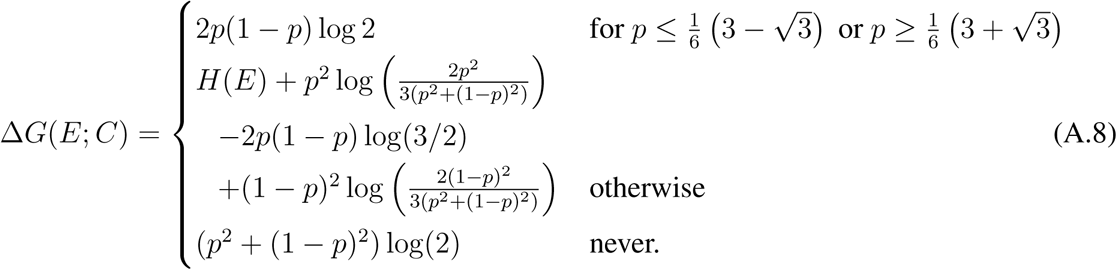 2p(1 − p) log 2 for p ≤ 1/6 (3 − √3) or p ≥ 1/6 (3 + √3)
H(E) + p² log (2p² / 3(p²+(1−p)²))
ΔG(E; C) = { −2p(1 − p) log(3/2) (A.8)
+(1 − p)² log (2(1−p)² / 3(p²+(1−p)²)) otherwise
(p² + (1 − p)²) log(2) never.